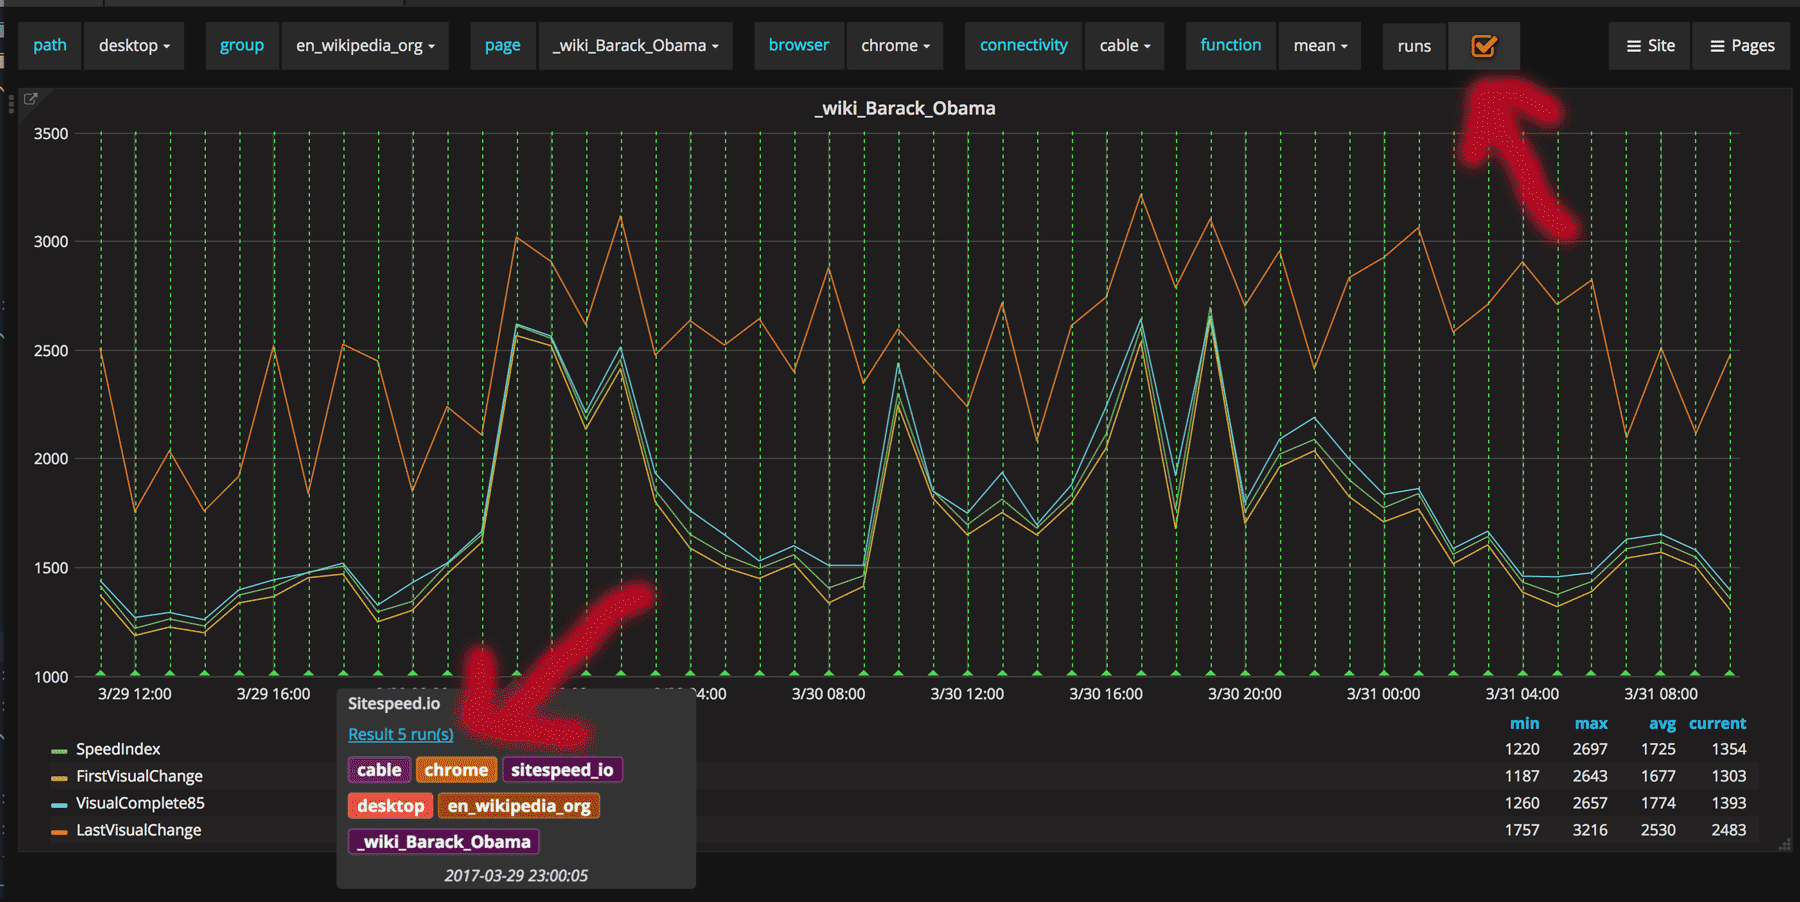 path desktop group en_wikipedia_org page _wiki_Barack_Obama browser chrome connectivity cable function mean runs Site Pages
_wiki_Barack_Obama
3500
3000
2500
2000
1500
1000
3/29 12:00 3/29 16:00 3/30 08:00 3/30 12:00 3/30 16:00 3/30 20:00 3/31 00:00 3/31 04:00 3/31 08:00
min max avg current
SpeedIndex 1220 2697 1725 1354
FirstVisualChange 1187 2643 1677 1303
VisualComplete85 1260 2657 1774 1393
LastVisualChange 1757 3216 2530 2483
Sitespeed.io
Result 5 run(s)
cable chrome sitespeed_io
desktop en_wikipedia_org
_wiki_Barack_Obama
2017-03-29 23:00:05